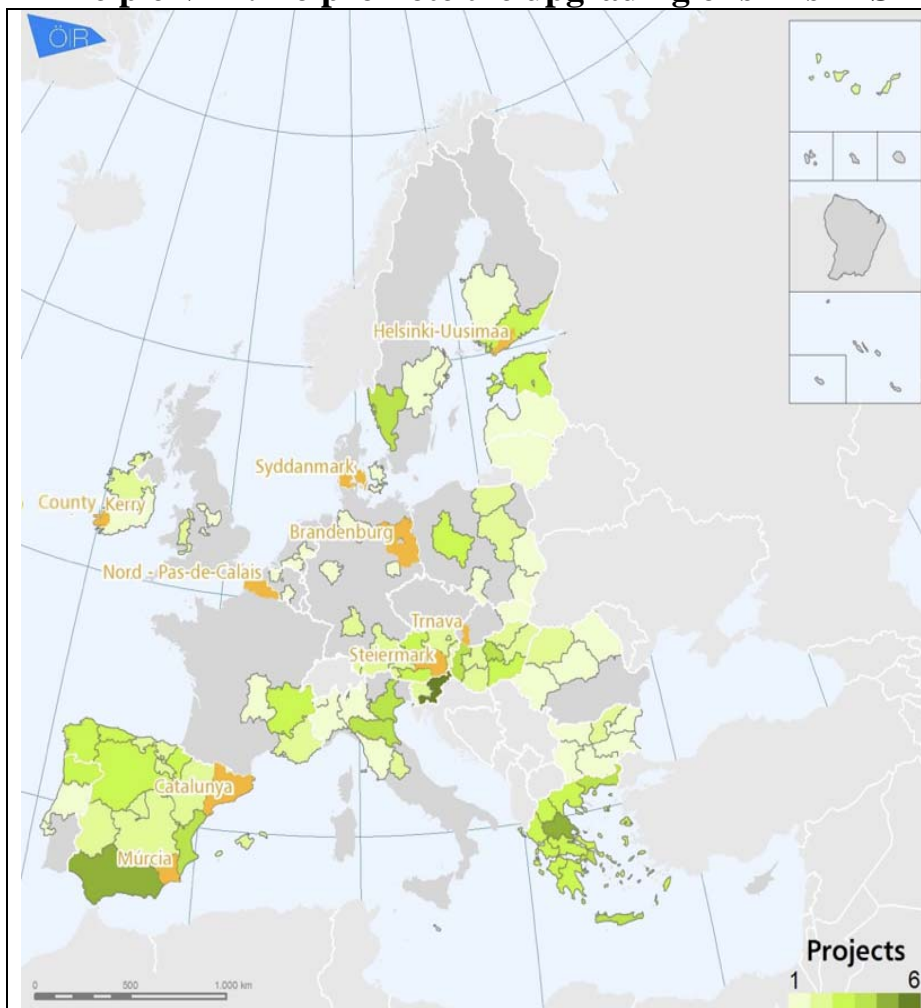 ÖIR
Helsinki-Uusimaa
Syddanmark
County Kerry
Brandenburg
Nord - Pas-de-Calais
Trnava
Steiermark
Catalunya
Múrcia
Projects
1 6
0 500 1.000 km